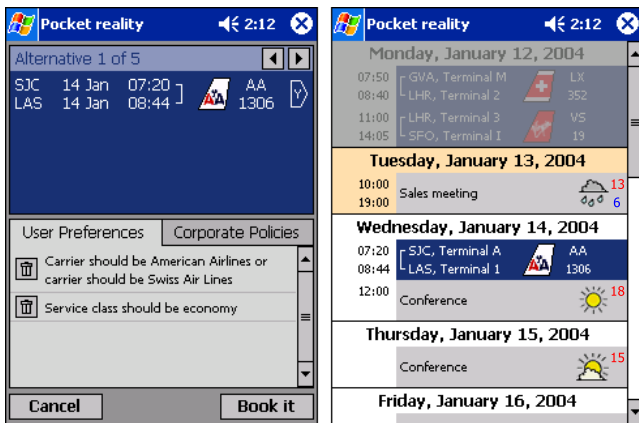 Pocket reality 2:12
Alternative 1 of 5
SJC 14 Jan 07:20 AA
LAS 14 Jan 08:44 1306 Y
User Preferences Corporate Policies
Carrier should be American Airlines or
carrier should be Swiss Air Lines
Service class should be economy
Cancel Book it
Pocket reality 2:12
Monday, January 12, 2004
07:50 GVA, Terminal M LX
08:40 LHR, Terminal 2 352
11:00 LHR, Terminal 3 VS
14:05 SFO, Terminal I 19
Tuesday, January 13, 2004
10:00 Sales meeting 13
19:00 6
Wednesday, January 14, 2004
07:20 SJC, Terminal A AA
08:44 LAS, Terminal 1 1306
12:00 Conference 18
Thursday, January 15, 2004
Conference 15
Friday, January 16, 2004